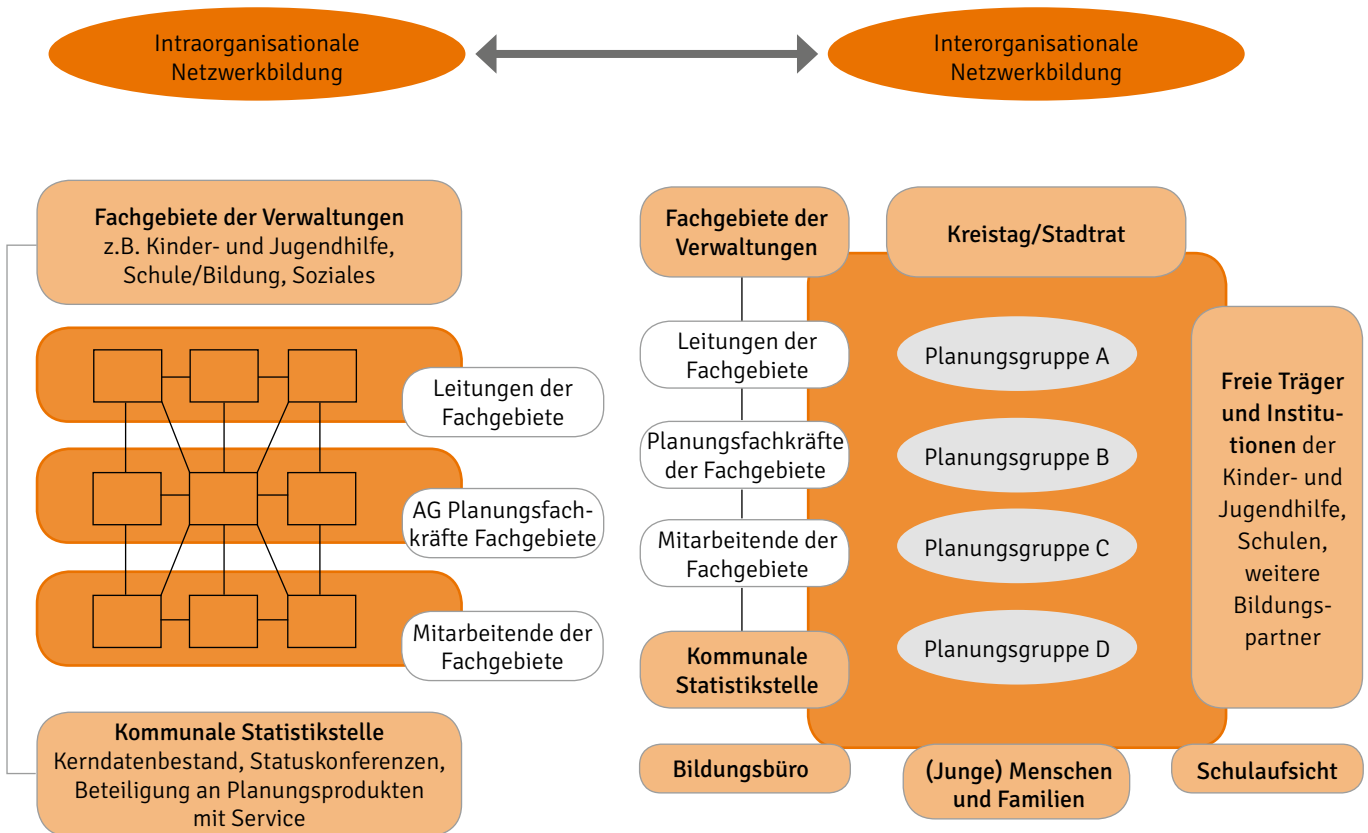 Intraorganisationale
Netzwerkbildung
Interorganisationale
Netzwerkbildung
Fachgebiete der Verwaltungen
z.B. Kinder- und Jugendhilfe,
Schule/Bildung, Soziales
Leitungen der
Fachgebiete
AG Planungsfach-
kräfte Fachgebiete
Mitarbeitende der
Fachgebiete
Kommunale Statistikstelle
Kerndatenbestand, Statuskonferenzen,
Beteiligung an Planungsprodukten
mit Service
Fachgebiete der
Verwaltungen
Leitungen der
Fachgebiete
Planungsfachkräfte
der Fachgebiete
Mitarbeitende der
Fachgebiete
Kommunale
Statistikstelle
Bildungsbüro
Kreistag/Stadtrat
Planungsgruppe A
Planungsgruppe B
Planungsgruppe C
Planungsgruppe D
(Junge) Menschen
und Familien
Freie Träger
und Institu-
tionen der
Kinder- und
Jugendhilfe,
Schulen,
weitere
Bildungs-
partner
Schulaufsicht